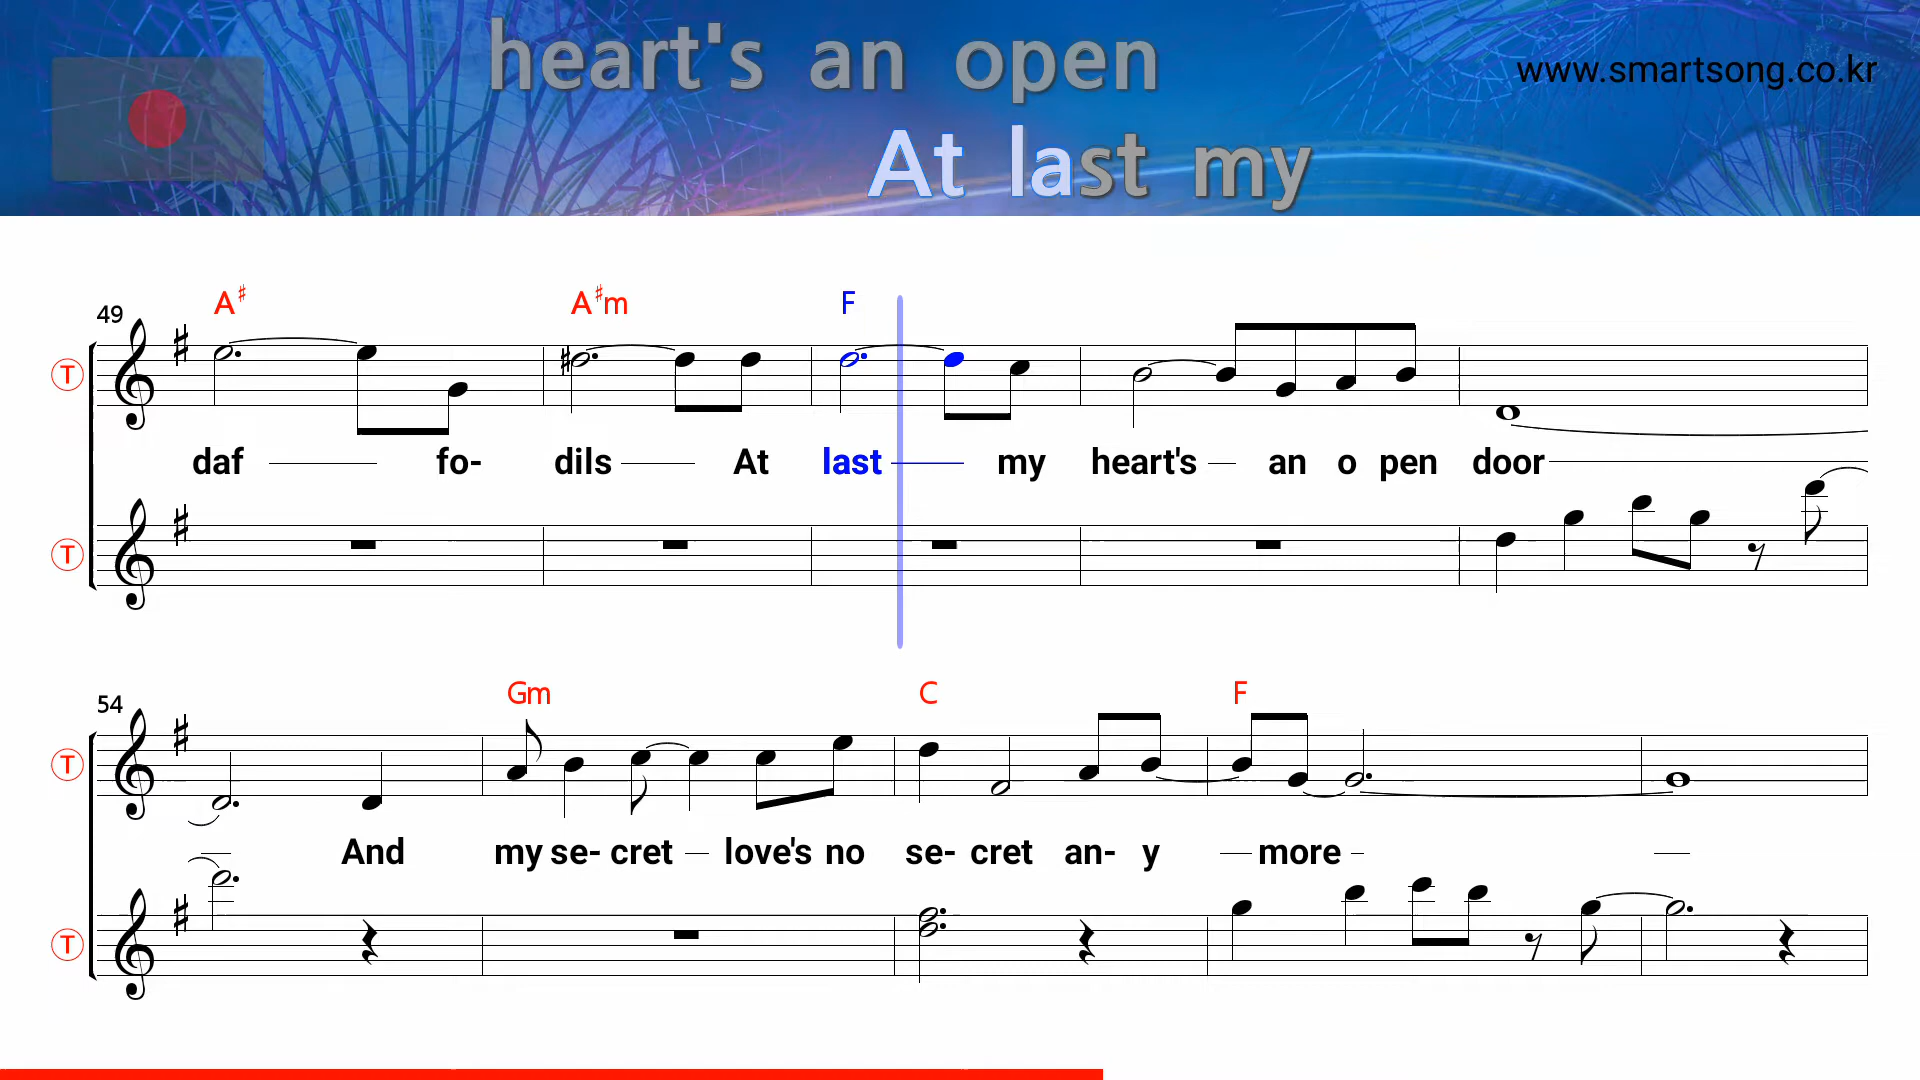 heart's an open
www.smartsong.co.kr
At last my
A♯ A♯m F
49
T
daf fo- dils At last my heart's an o pen door
T
Gm C F
54
T
And my se- cret love's no se- cret an- y more
T